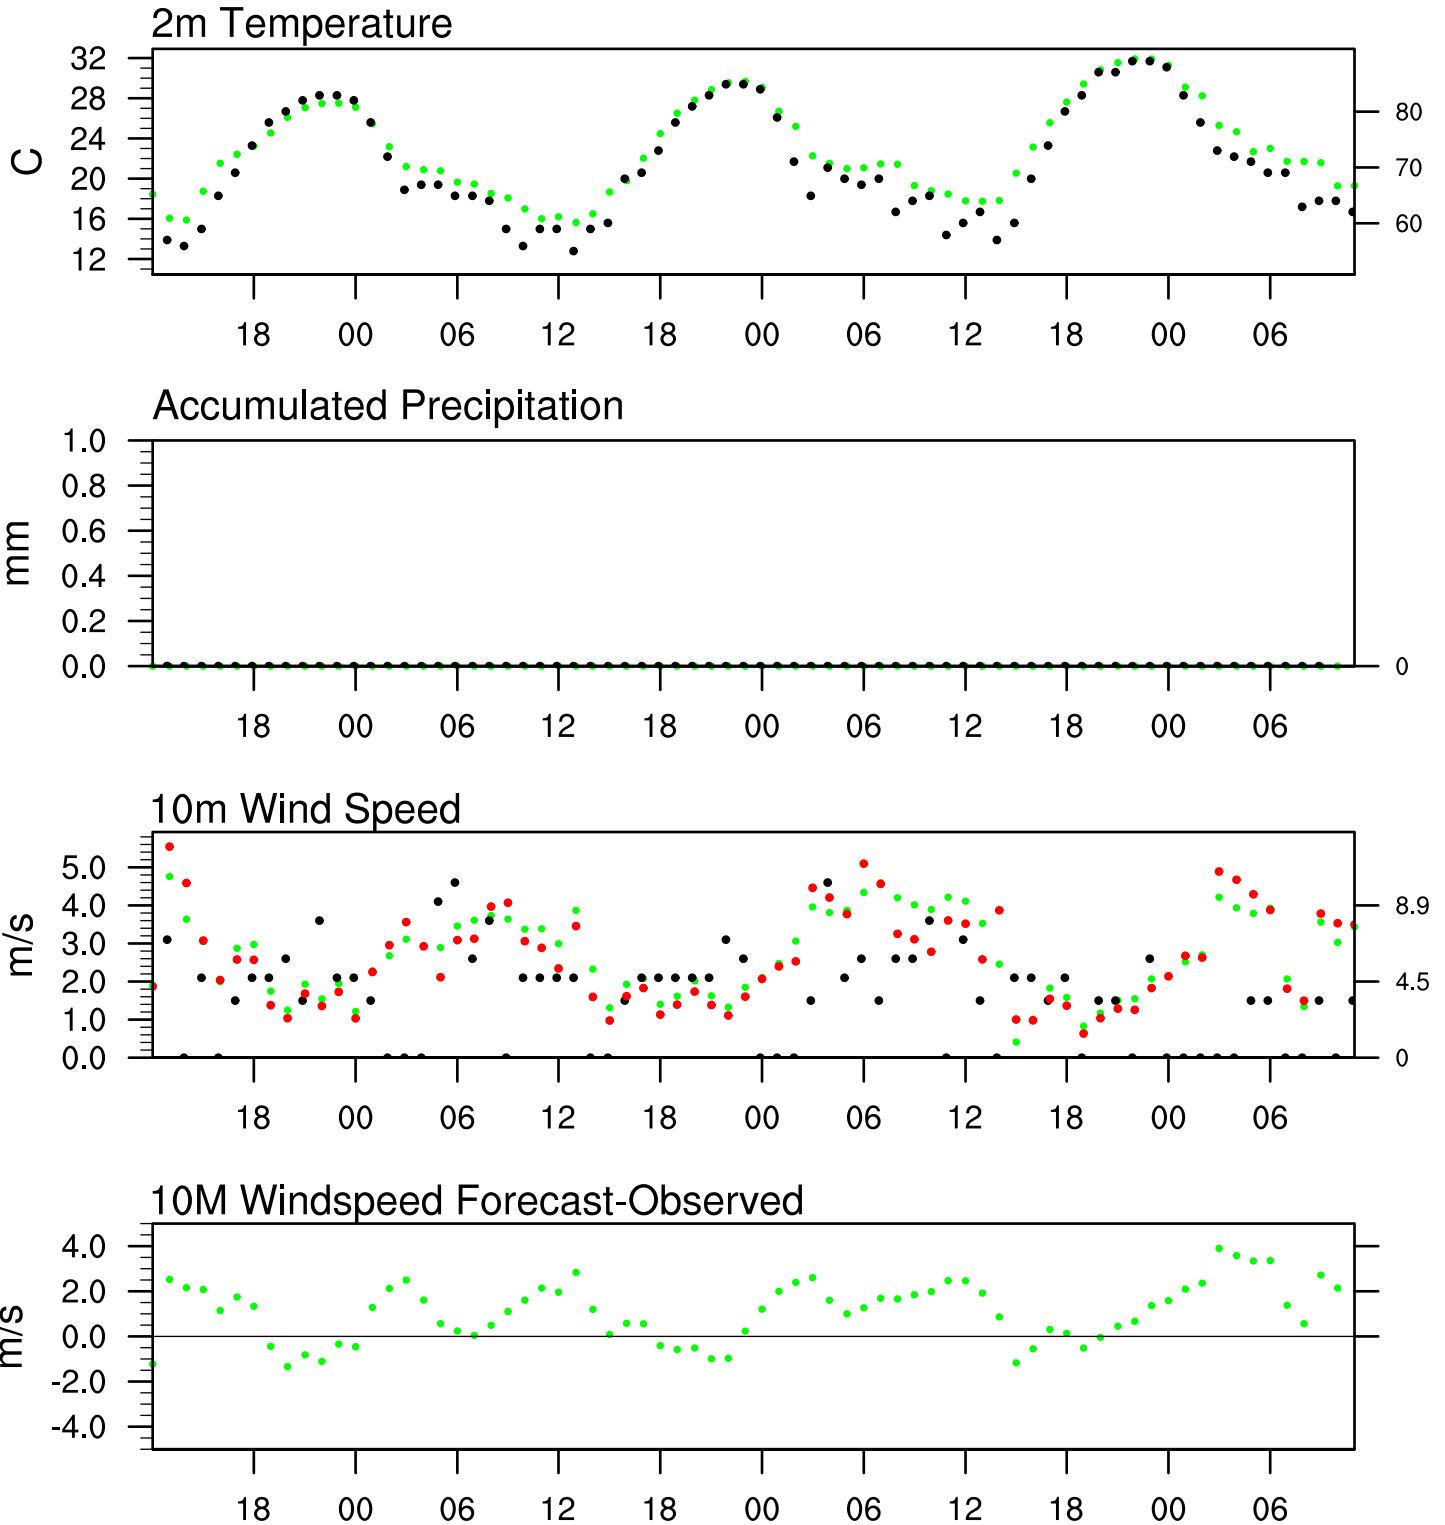 2m Temperature
32
28
24
20
16
12
C
80
70
60
18 00 06 12 18 00 06 12 18 00 06
Accumulated Precipitation
1.0
0.8
0.6
0.4
0.2
0.0
mm
0
18 00 06 12 18 00 06 12 18 00 06
10m Wind Speed
5.0
4.0
3.0
2.0
1.0
0.0
m/s
8.9
4.5
0
18 00 06 12 18 00 06 12 18 00 06
10M Windspeed Forecast-Observed
4.0
2.0
0.0
-2.0
-4.0
m/s
18 00 06 12 18 00 06 12 18 00 06